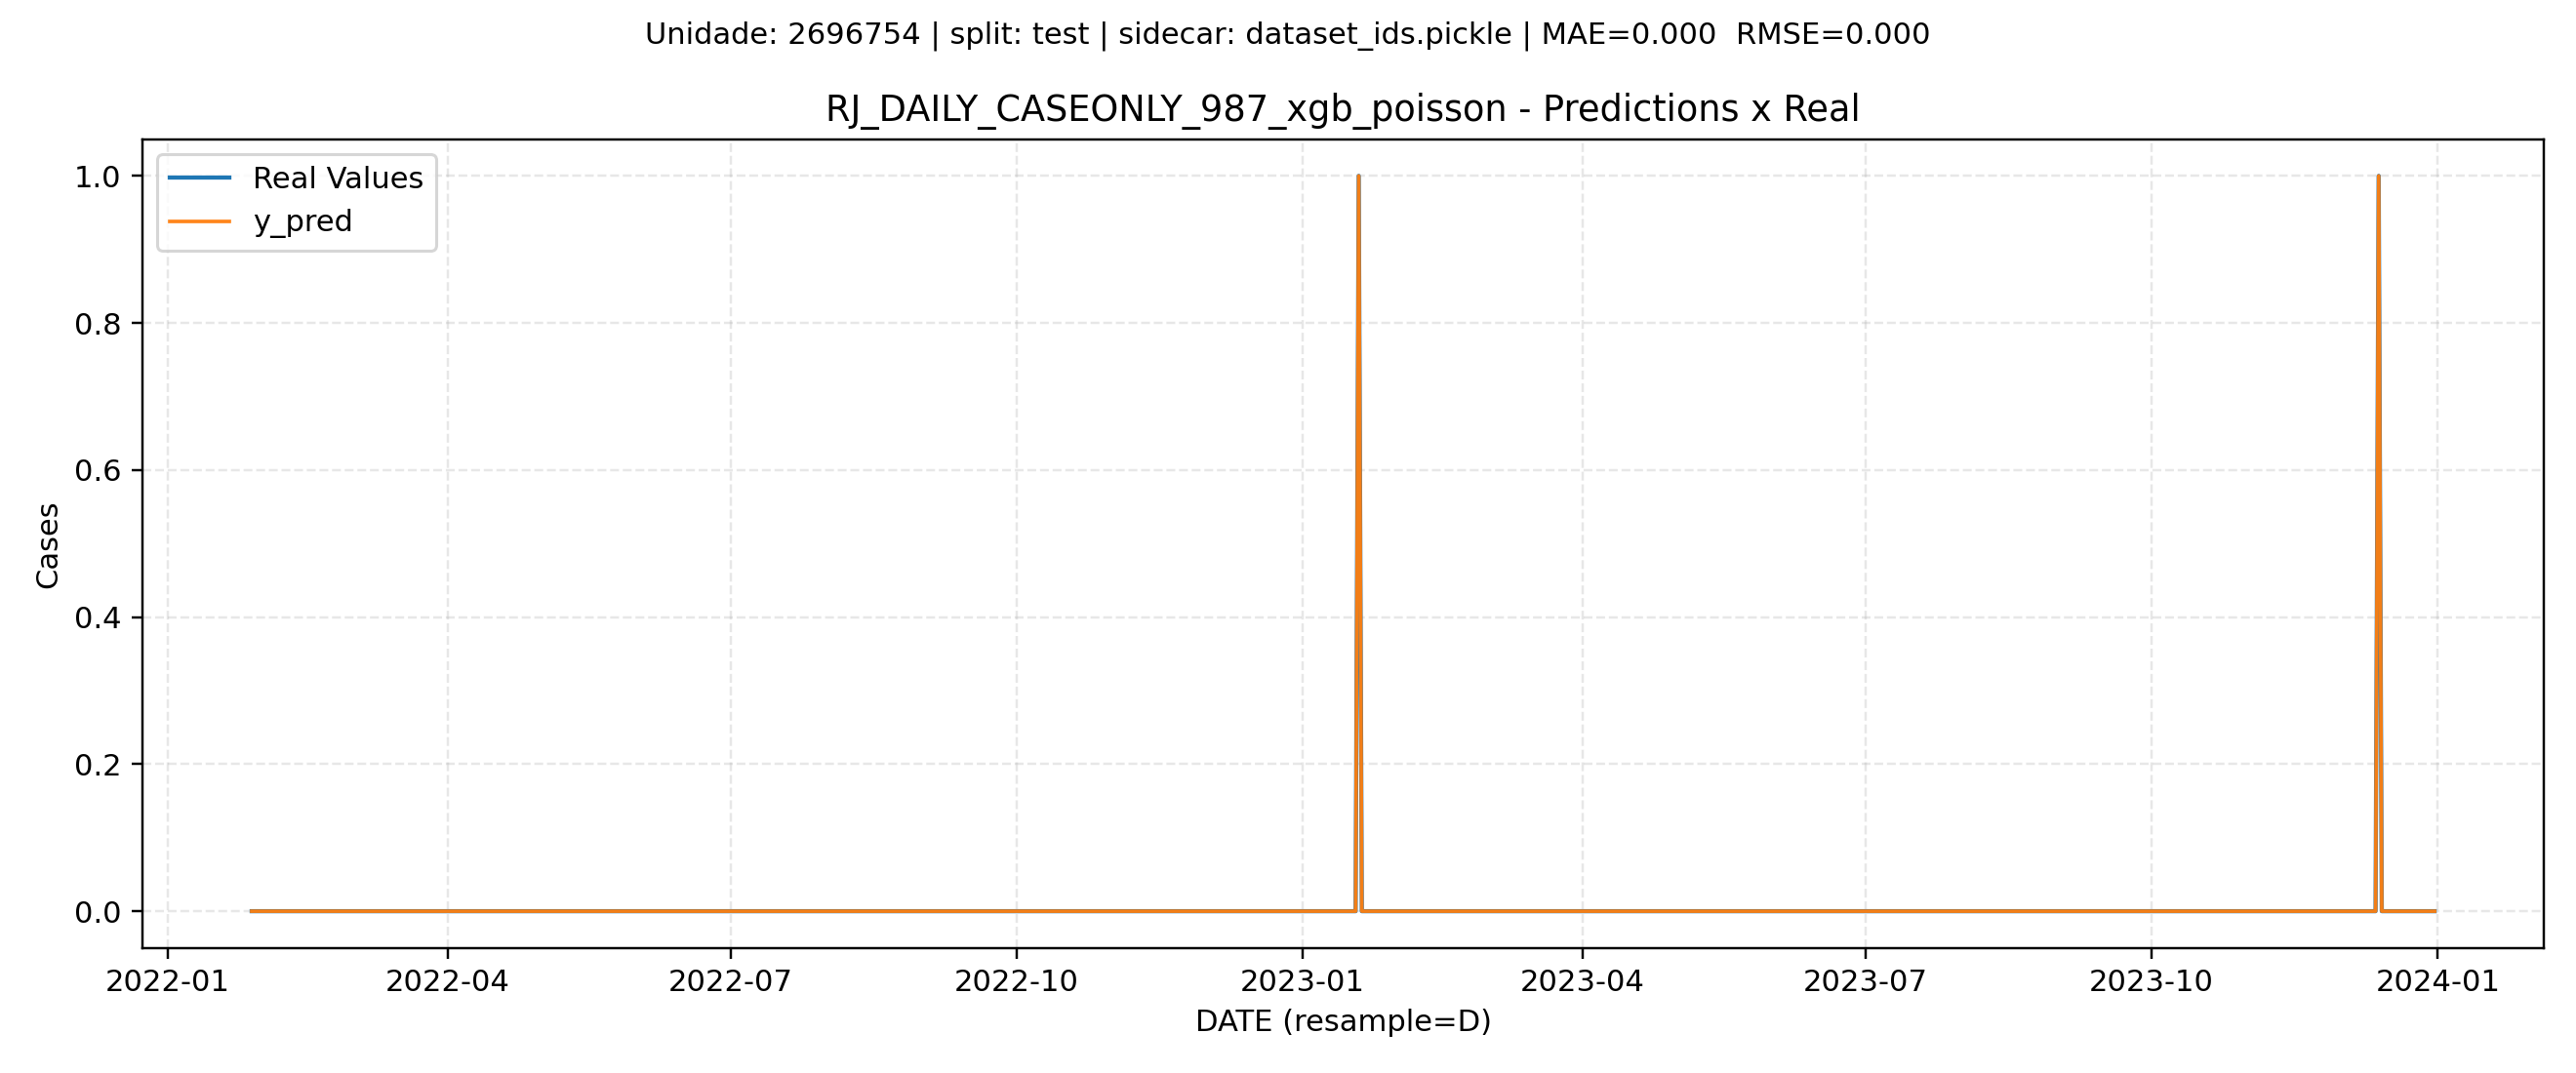 Unidade: 2696754 | split: test | sidecar: dataset_ids.pickle | MAE=0.000  RMSE=0.000
RJ_DAILY_CASEONLY_987_xgb_poisson - Predictions x Real
Real Values
y_pred
1.0
0.8
0.6
0.4
0.2
0.0
Cases
2022-01 2022-04 2022-07 2022-10 2023-01 2023-04 2023-07 2023-10 2024-01
DATE (resample=D)